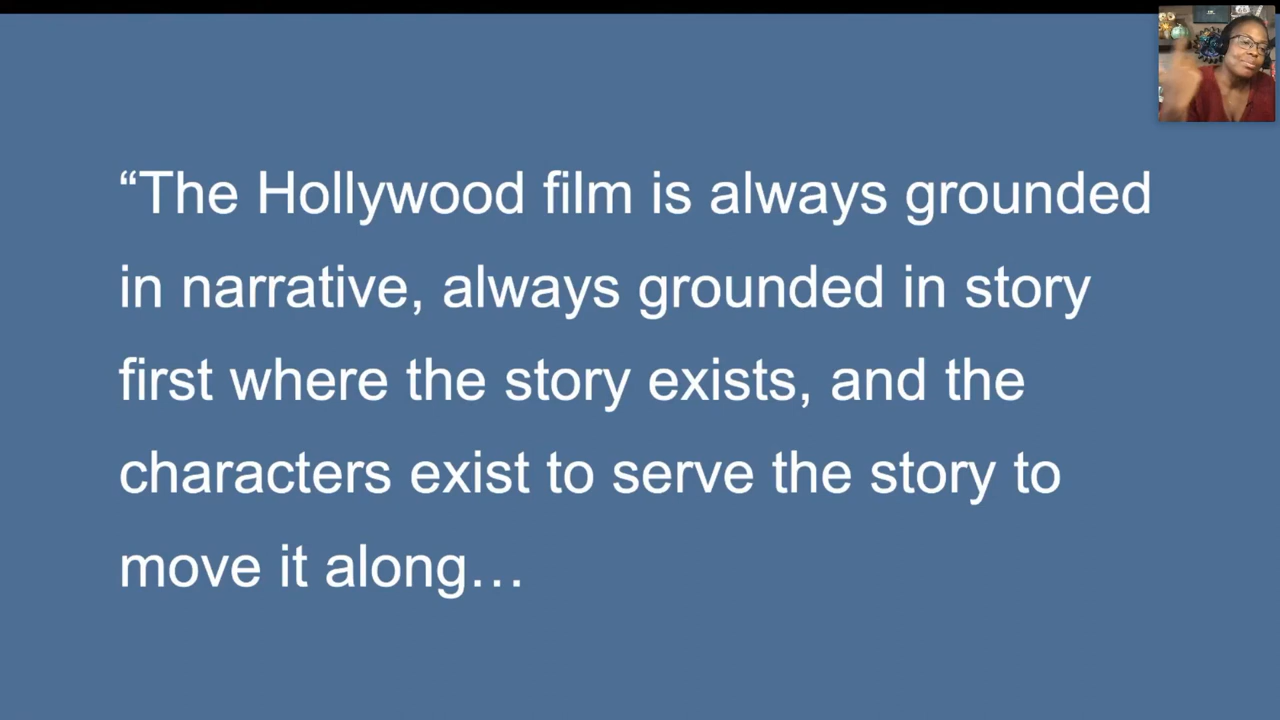 “The Hollywood film is always grounded
in narrative, always grounded in story
first where the story exists, and the
characters exist to serve the story to
move it along…